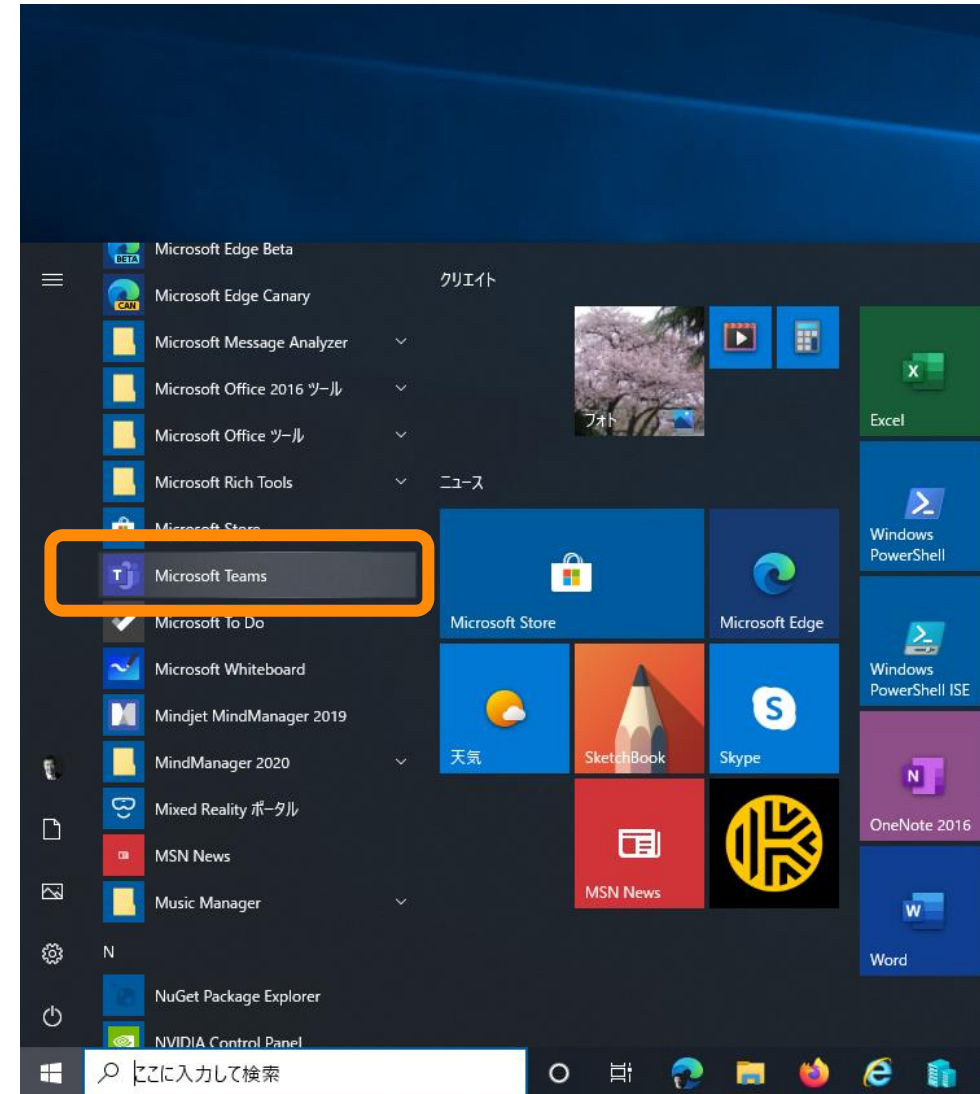 Microsoft Edge Beta
Microsoft Edge Canary
Microsoft Message Analyzer
Microsoft Office 2016 ツール
Microsoft Office ツール
Microsoft Rich Tools
Microsoft Store
Microsoft Teams
Microsoft To Do
Microsoft Whiteboard
Mindjet MindManager 2019
MindManager 2020
Mixed Reality ポータル
MSN News
Music Manager
N
NuGet Package Explorer
NVIDIA Control Panel
クリエイト
フォト
ニュース
Microsoft Store
Microsoft Edge
天気
SketchBook
Skype
MSN News
Excel
Windows
PowerShell
Windows
PowerShell ISE
OneNote 2016
Word
ここに入力して検索
BETA
CAN